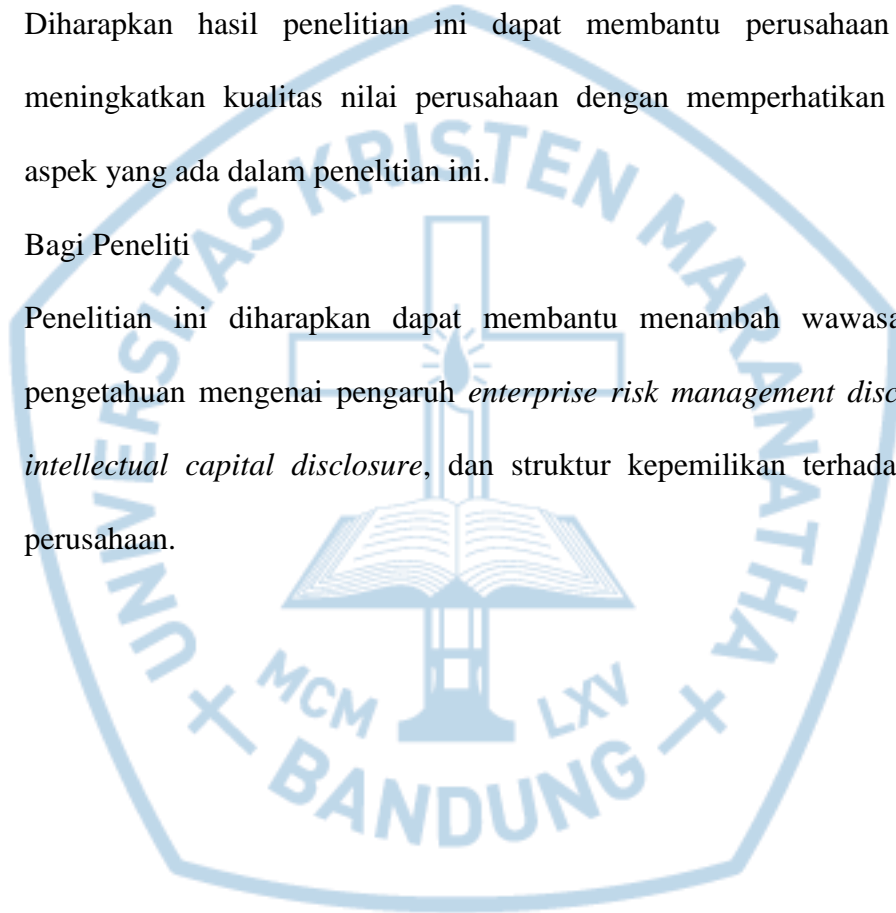 Diharapkan hasil penelitian ini dapat membantu perusahaan
meningkatkan kualitas nilai perusahaan dengan memperhatikan
aspek yang ada dalam penelitian ini.
Bagi Peneliti
Penelitian ini diharapkan dapat membantu menambah
pengetahuan mengenai pengaruh enterprise risk management
intellectual capital disclosure, dan struktur kepemilikan
perusahaan.
UNIVERSITAS KRISTEN MARANATHA
MCM LXV
BANDUNG